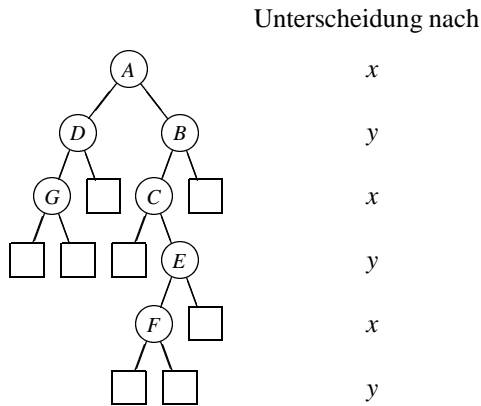 Unterscheidung nach
A x
D B y
G C x
E y
F x
y